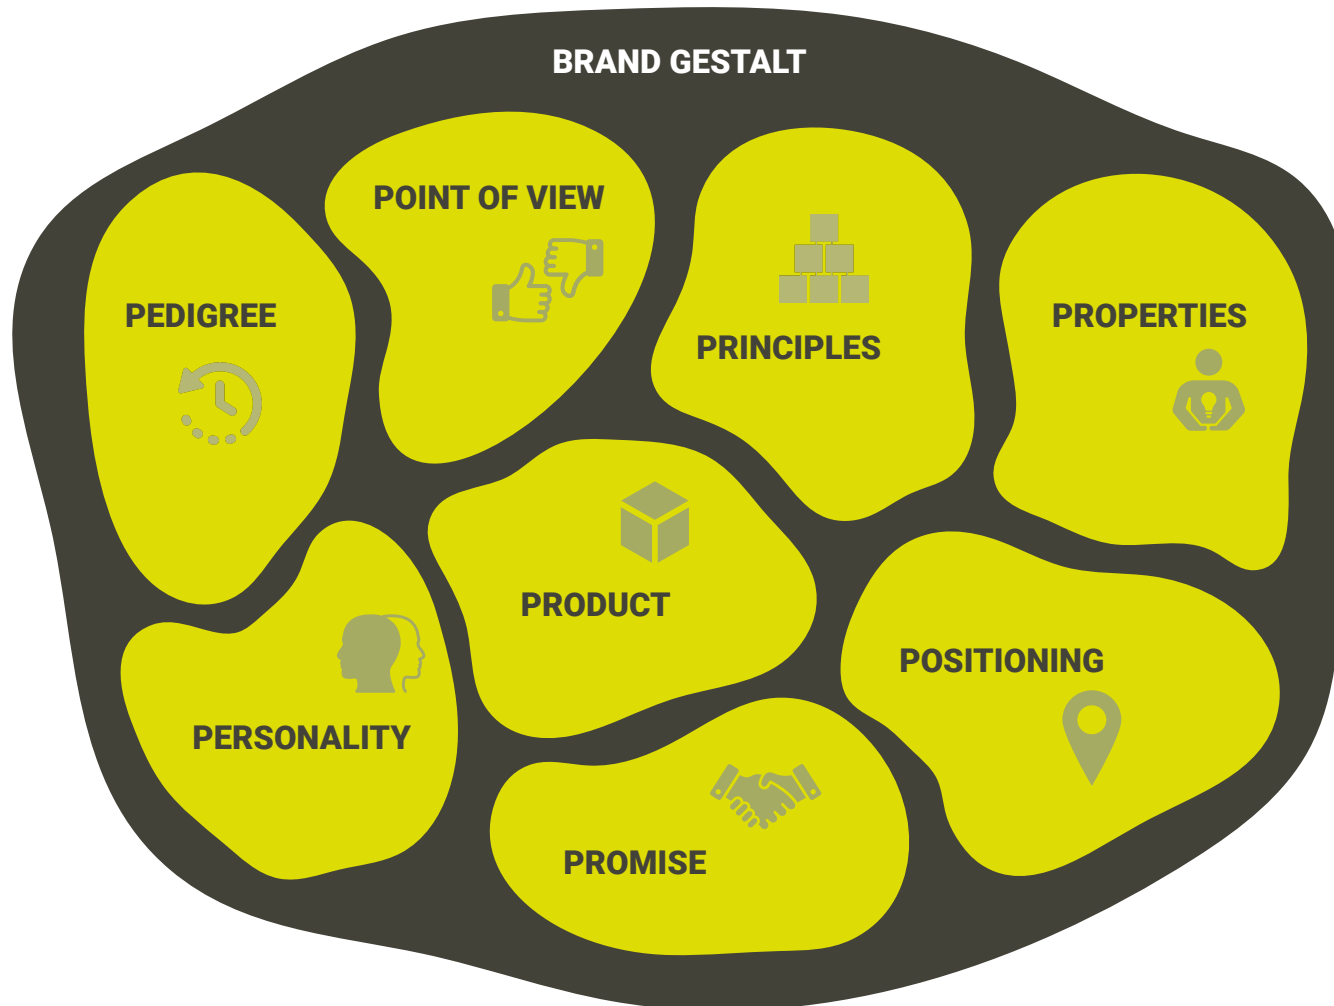 BRAND GESTALT
POINT OF VIEW
PEDIGREE
PRINCIPLES
PROPERTIES
PRODUCT
POSITIONING
PERSONALITY
PROMISE